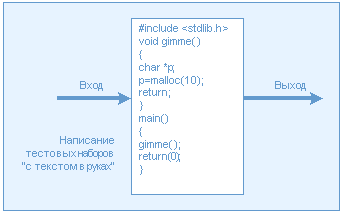 #include <stdlib.h>
void gimme()
{
char *p;
p=malloc(10);
return;
}
main()
{
gimme();
return(0);
}
Вход
Выход
Написание
тестовых наборов
"с текстом в руках"